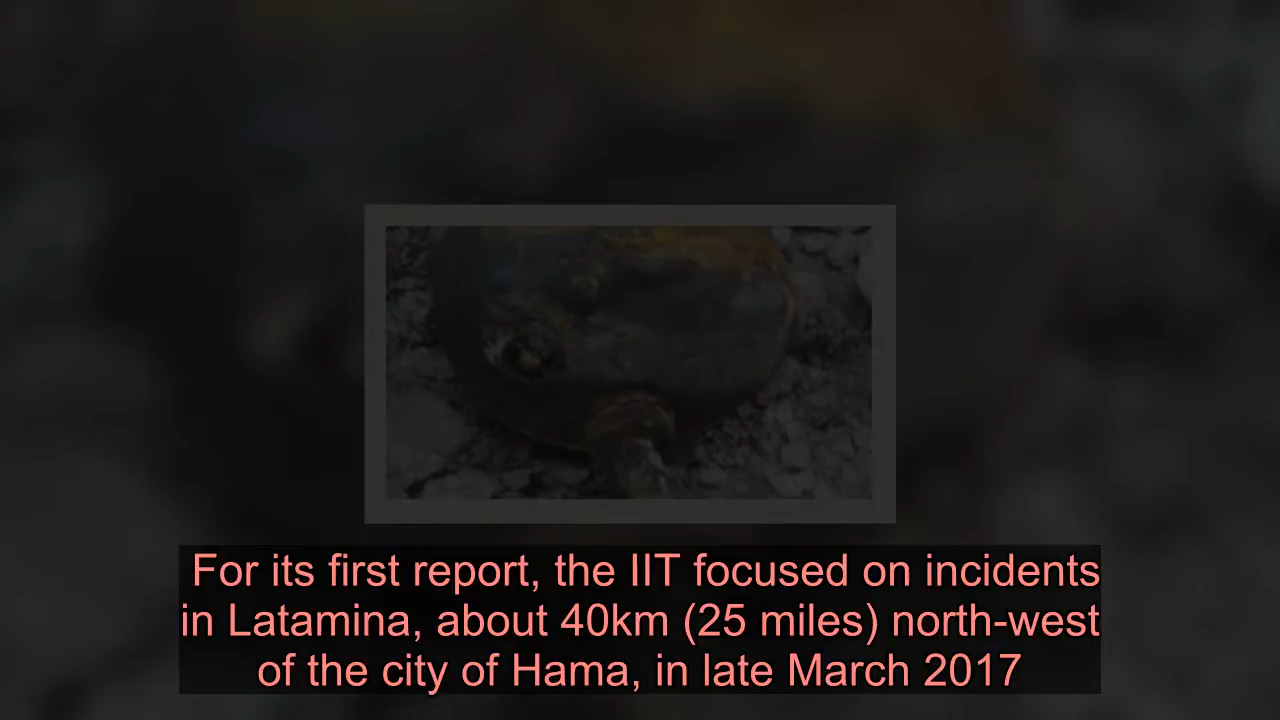 For its first report, the IIT focused on incidents
in Latamina, about 40km (25 miles) north-west
of the city of Hama, in late March 2017